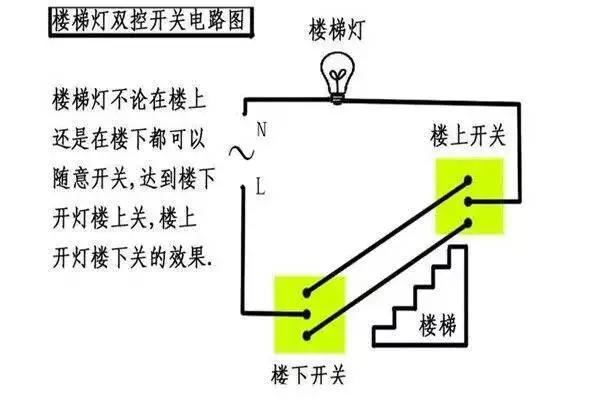 楼梯灯双控开关电路图
楼梯灯
楼梯灯不论在楼上
还是在楼下都可以
随意开关,达到楼下
开灯楼上关,楼上
开灯楼下关的效果.
N
L
楼上开关
楼梯
楼下开关